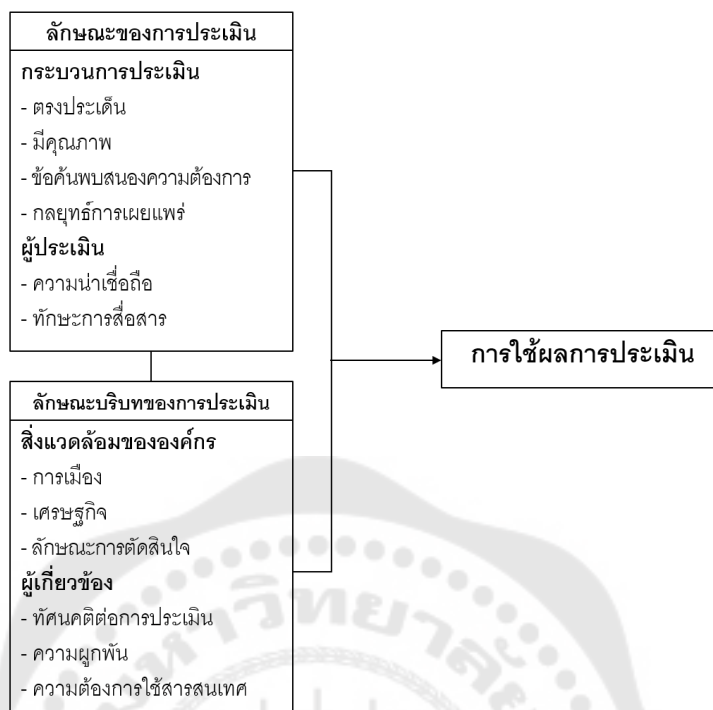 ลักษณะของการประเมิน
กระบวนการประเมิน
- ตรงประเด็น
- มีคุณภาพ
- ข้อค้นพบสนองความต้องการ
- กลยุทธ์การเผยแพร่
ผู้ประเมิน
- ความน่าเชื่อถือ
- ทักษะการสื่อสาร
การใช้ผลการประเมิน
ลักษณะบริบทของการประเมิน
สิ่งแวดล้อมขององค์กร
- การเมือง
- เศรษฐกิจ
- ลักษณะการตัดสินใจ
ผู้เกี่ยวข้อง
- ทัศนคติต่อการประเมิน
- ความผูกพัน
- ความต้องการใช้สารสนเทศ